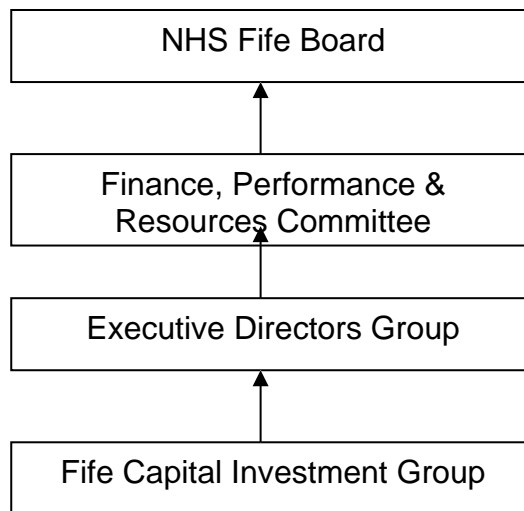 NHS Fife Board
Finance, Performance &
Resources Committee
Executive Directors Group
Fife Capital Investment Group